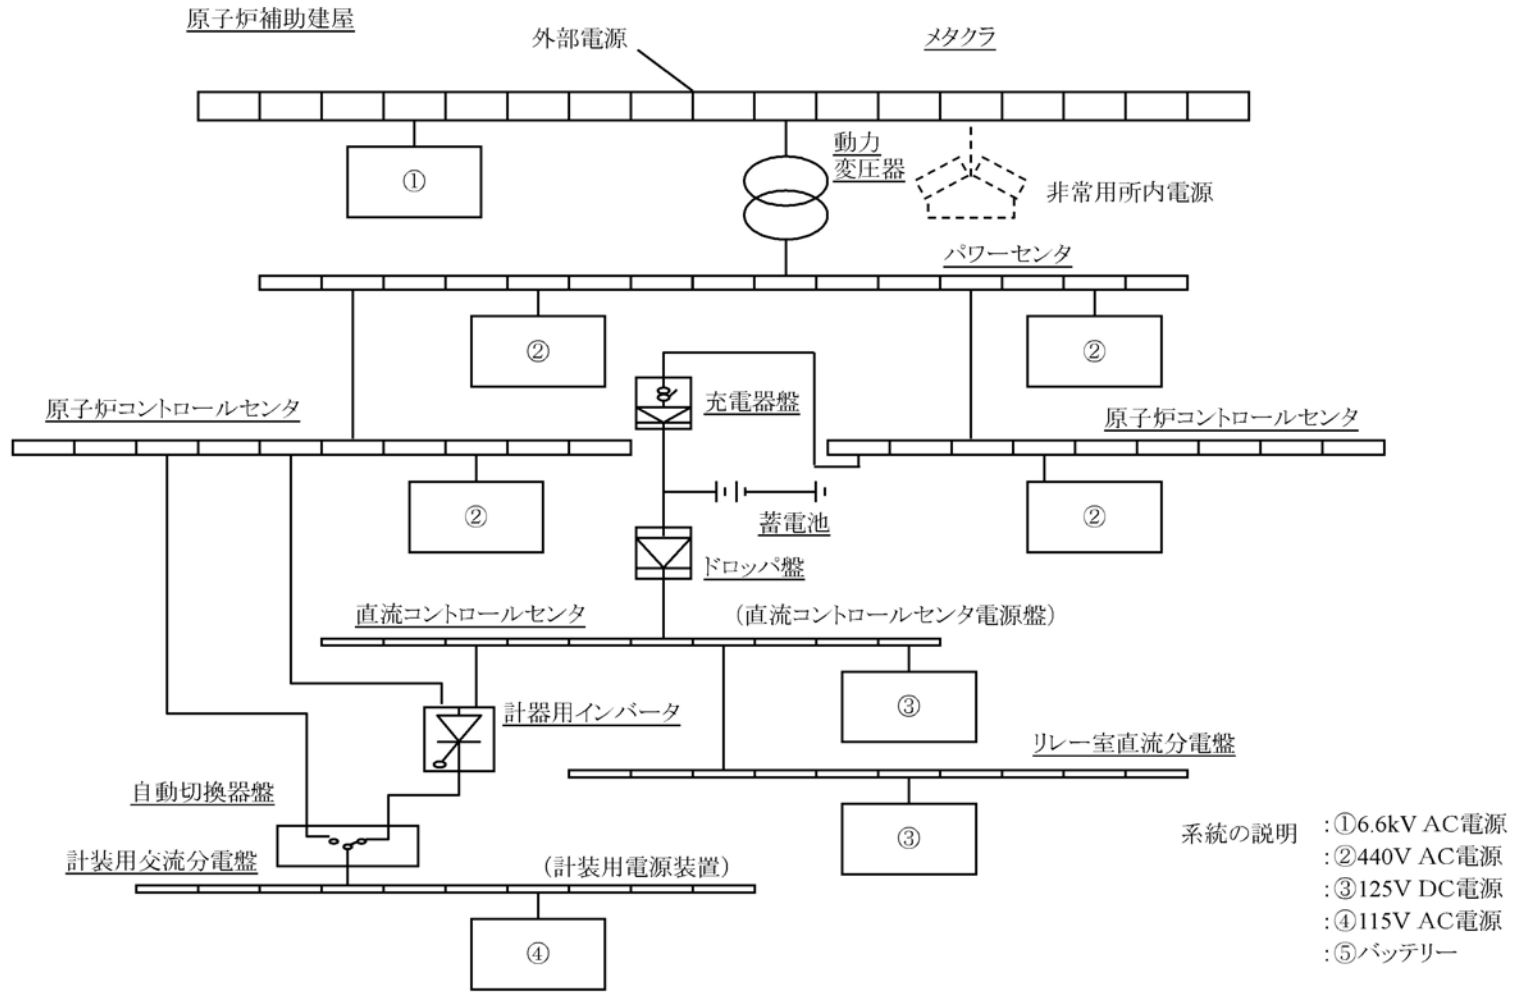 原子炉補助建屋
外部電源
メタクラ
①
動力
変圧器
非常用所内電源
パワーセンタ
②
②
原子炉コントロールセンタ
充電器盤
原子炉コントロールセンタ
②
蓄電池
②
ドロッパ盤
直流コントロールセンタ
(直流コントロールセンタ電源盤)
③
計器用インバータ
リレー室直流分電盤
自動切換器盤
③
計装用交流分電盤
(計装用電源装置)
④
系統の説明
:①6.6kV AC電源
:②440V AC電源
:③125V DC電源
:④115V AC電源
:⑤バッテリー